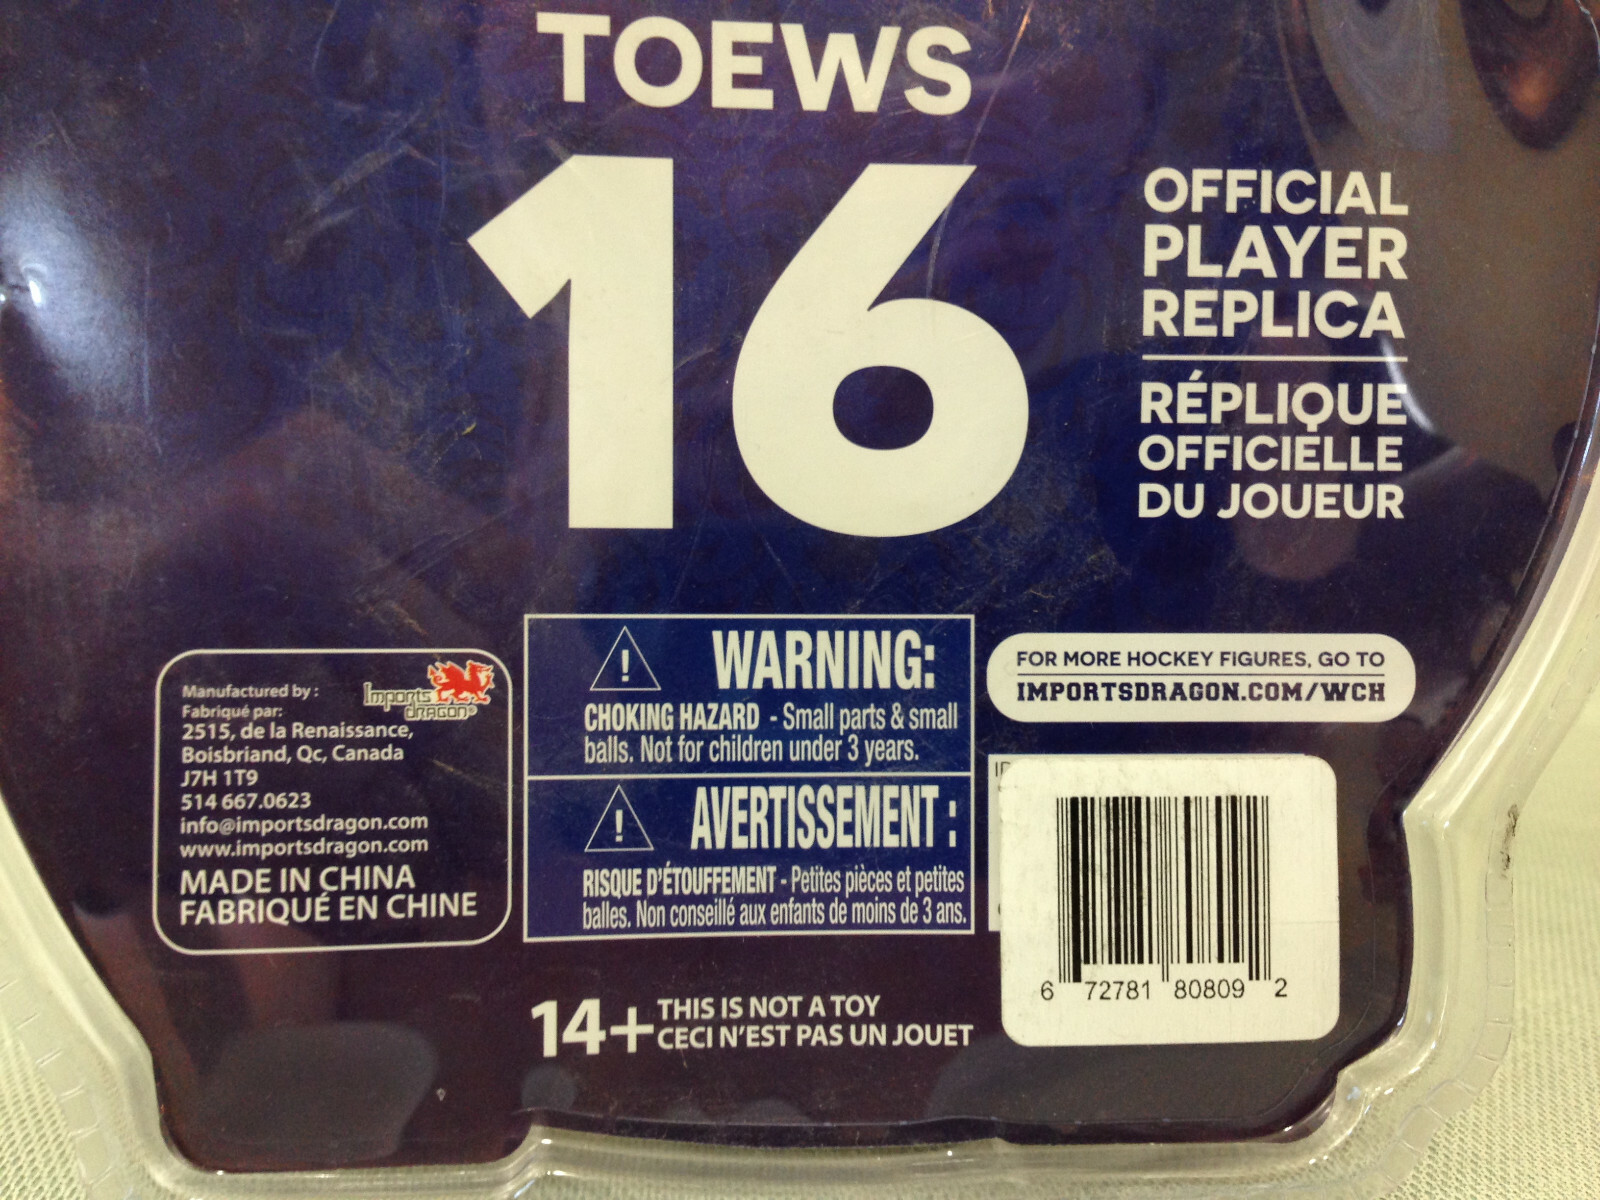 TOEWS
16
OFFICIAL
PLAYER
REPLICA
RÉPLIQUE
OFFICIELLE
DU JOUEUR
Manufactured by :
Fabriqué par:
Imports
DRAGON®
2515, de la Renaissance,
Boisbriand, Qc, Canada
J7H 1T9
514 667.0623
info@importsdragon.com
www.importsdragon.com
MADE IN CHINA
FABRIQUÉ EN CHINE
! WARNING:
CHOKING HAZARD - Small parts & small
balls. Not for children under 3 years.
! AVERTISSEMENT :
RISQUE D'ÉTOUFFEMENT - Petites pièces et petites
balles. Non conseillé aux enfants de moins de 3 ans.
14+ THIS IS NOT A TOY
CECI N'EST PAS UN JOUET
FOR MORE HOCKEY FIGURES, GO TO
IMPORTSDRAGON.COM/WCH
6 72781 80809 2